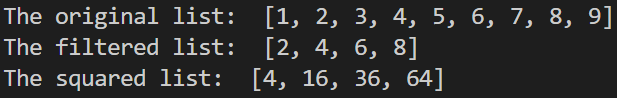 The original list:  [1, 2, 3, 4, 5, 6, 7, 8, 9]
The filtered list:  [2, 4, 6, 8]
The squared list:  [4, 16, 36, 64]